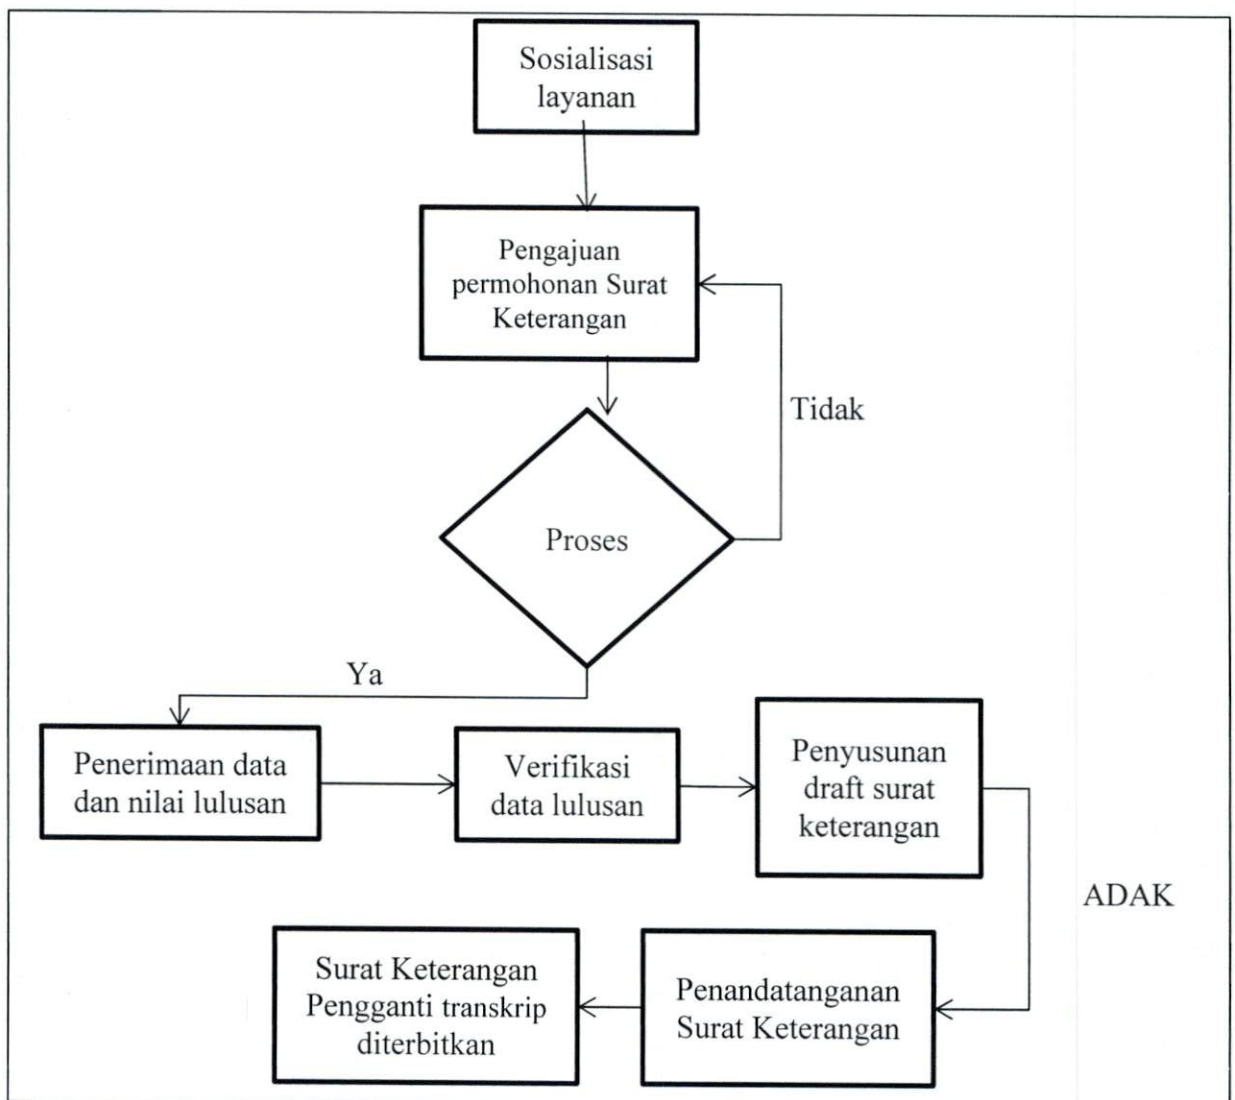 Sosialisasi
layanan
Pengajuan
permohonan Surat
Keterangan
Tidak
Proses
Ya
Penerimaan data
dan nilai lulusan
Verifikasi
data lulusan
Penyusunan
draft surat
keterangan
ADAK
Surat Keterangan
Pengganti transkrip
diterbitkan
Penandatanganan
Surat Keterangan